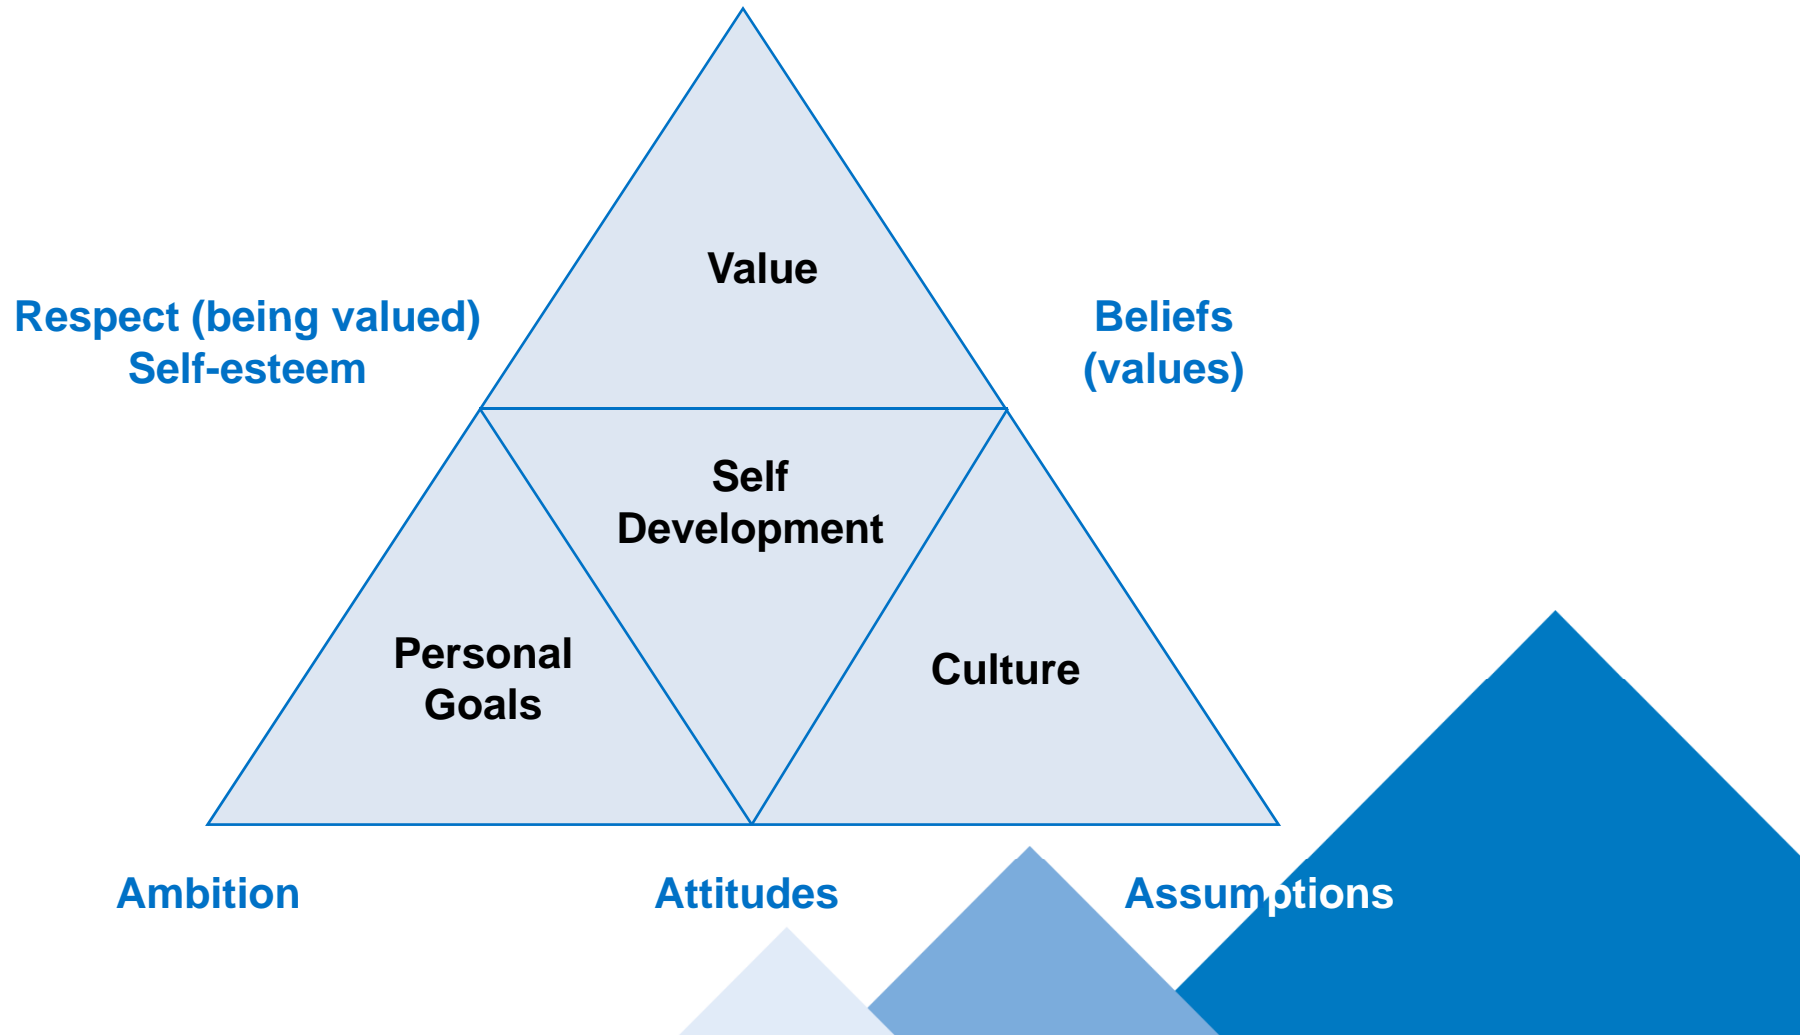 Value
Respect (being valued)
Self-esteem
Beliefs
(values)
Self
Development
Personal
Goals
Culture
Ambition
Attitudes
Assumptions